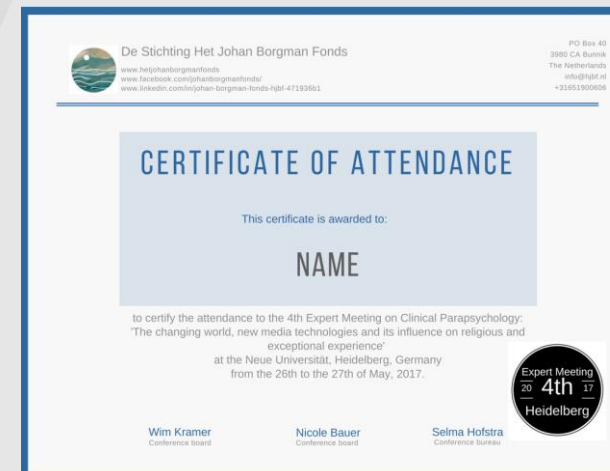 De Stichting Het Johan Borgman Fonds
www.hetjohanborgmanfonds
www.facebook.com/johanborgmanfonds/
www.linkedin.com/in/johan-borgman-fonds-hjbf-471936b1
PO Box 40
3980 CA Bunnik
The Netherlands
info@hjbf.nl
+31651900606
CERTIFICATE OF ATTENDANCE
This certificate is awarded to:
NAME
to certify the attendance to the 4th Expert Meeting on Clinical Parapsychology:
'The changing world, new media technologies and its influence on religious and
exceptional experience'
at the Neue Universität, Heidelberg, Germany
from the 26th to the 27th of May, 2017.
Expert Meeting
20 4th 17
Heidelberg
Wim Kramer
Conference board
Nicole Bauer
Conference board
Selma Hofstra
Conference bureau